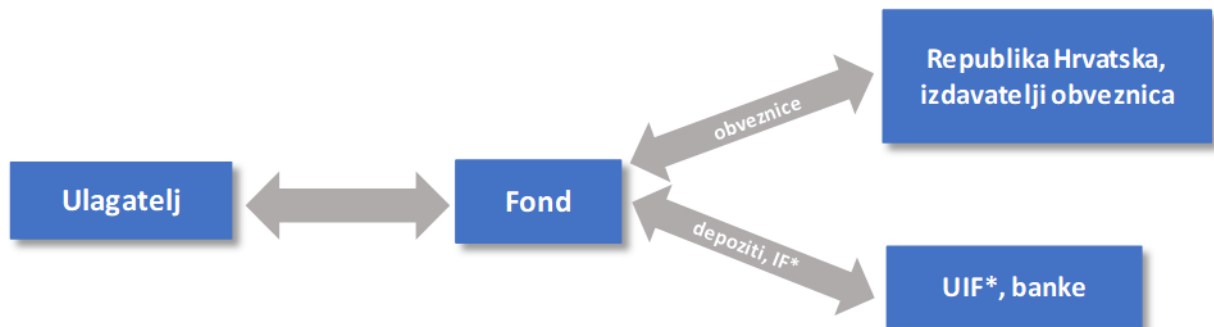 Ulagatelj
Fond
obveznice
Republika Hrvatska,
izdavatelji obveznica
depoziti, IF*
UIF*, banke